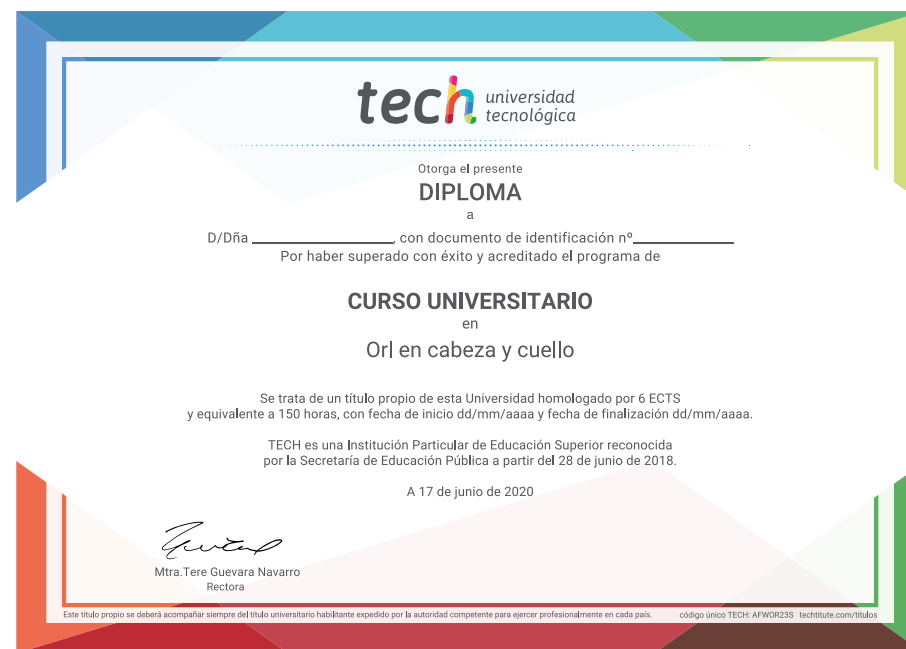 tech universidad
tecnológica
Otorga el presente
DIPLOMA
a
D/Dña ____________________, con documento de identificación nº______________
Por haber superado con éxito y acreditado el programa de
CURSO UNIVERSITARIO
en
Orl en cabeza y cuello
Se trata de un título propio de esta Universidad homologado por 6 ECTS
y equivalente a 150 horas, con fecha de inicio dd/mm/aaaa y fecha de finalización dd/mm/aaaa.
TECH es una Institución Particular de Educación Superior reconocida
por la Secretaría de Educación Pública a partir del 28 de junio de 2018.
A 17 de junio de 2020
Mtra.Tere Guevara Navarro
Rectora
Este título propio se deberá acompañar siempre del título universitario habilitante expedido por la autoridad competente para ejercer profesionalmente en cada país. código único TECH: AFWOR23S techtitute.com/titulos